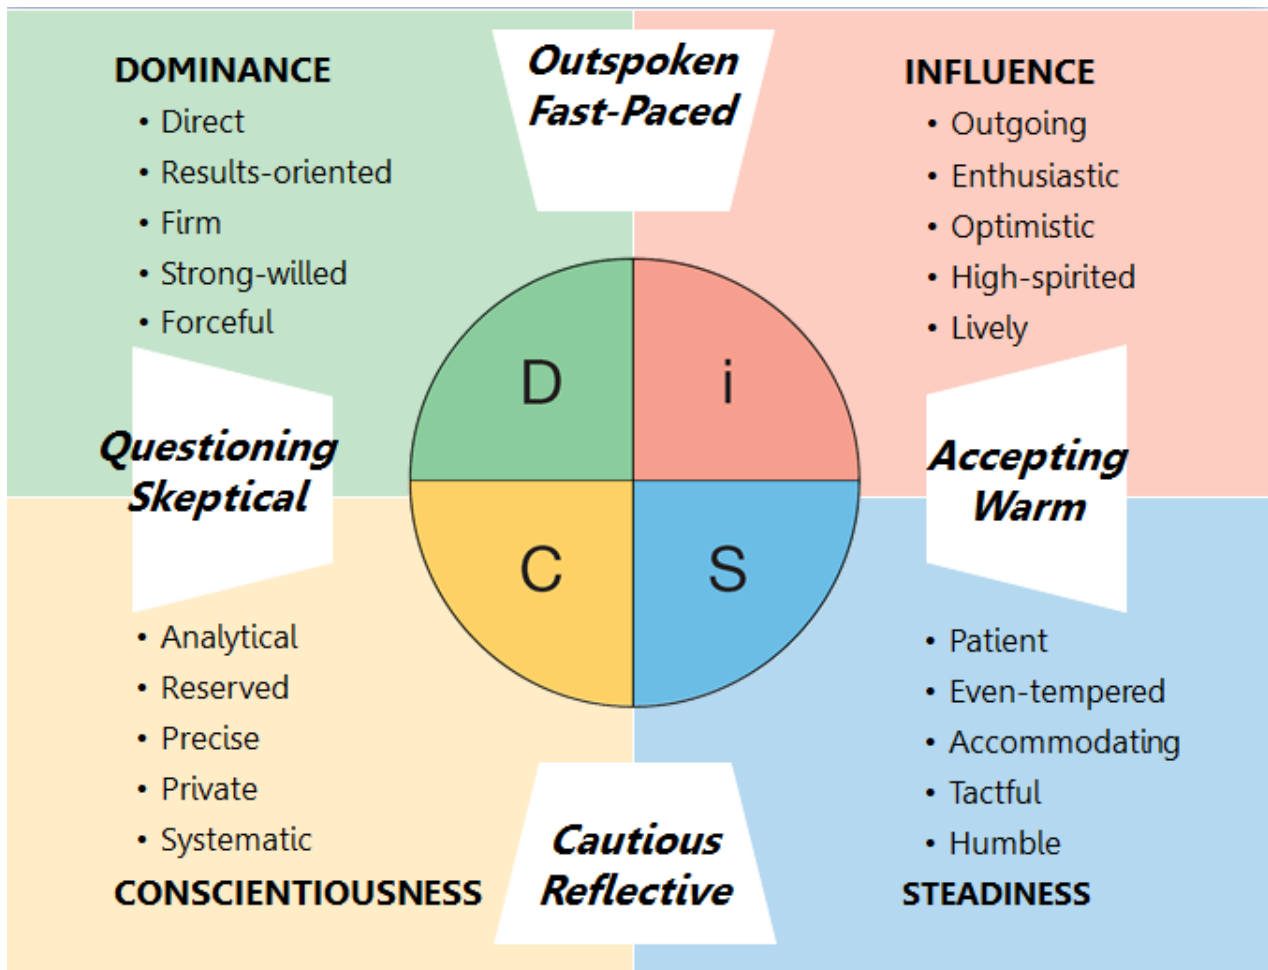 DOMINANCE
• Direct
• Results-oriented
• Firm
• Strong-willed
• Forceful
Outspoken
Fast-Paced
INFLUENCE
• Outgoing
• Enthusiastic
• Optimistic
• High-spirited
• Lively
Questioning
Skeptical
D
i
C
S
Accepting
Warm
• Analytical
• Reserved
• Precise
• Private
• Systematic
CONSCIENTIOUSNESS
Cautious
Reflective
• Patient
• Even-tempered
• Accommodating
• Tactful
• Humble
STEADINESS